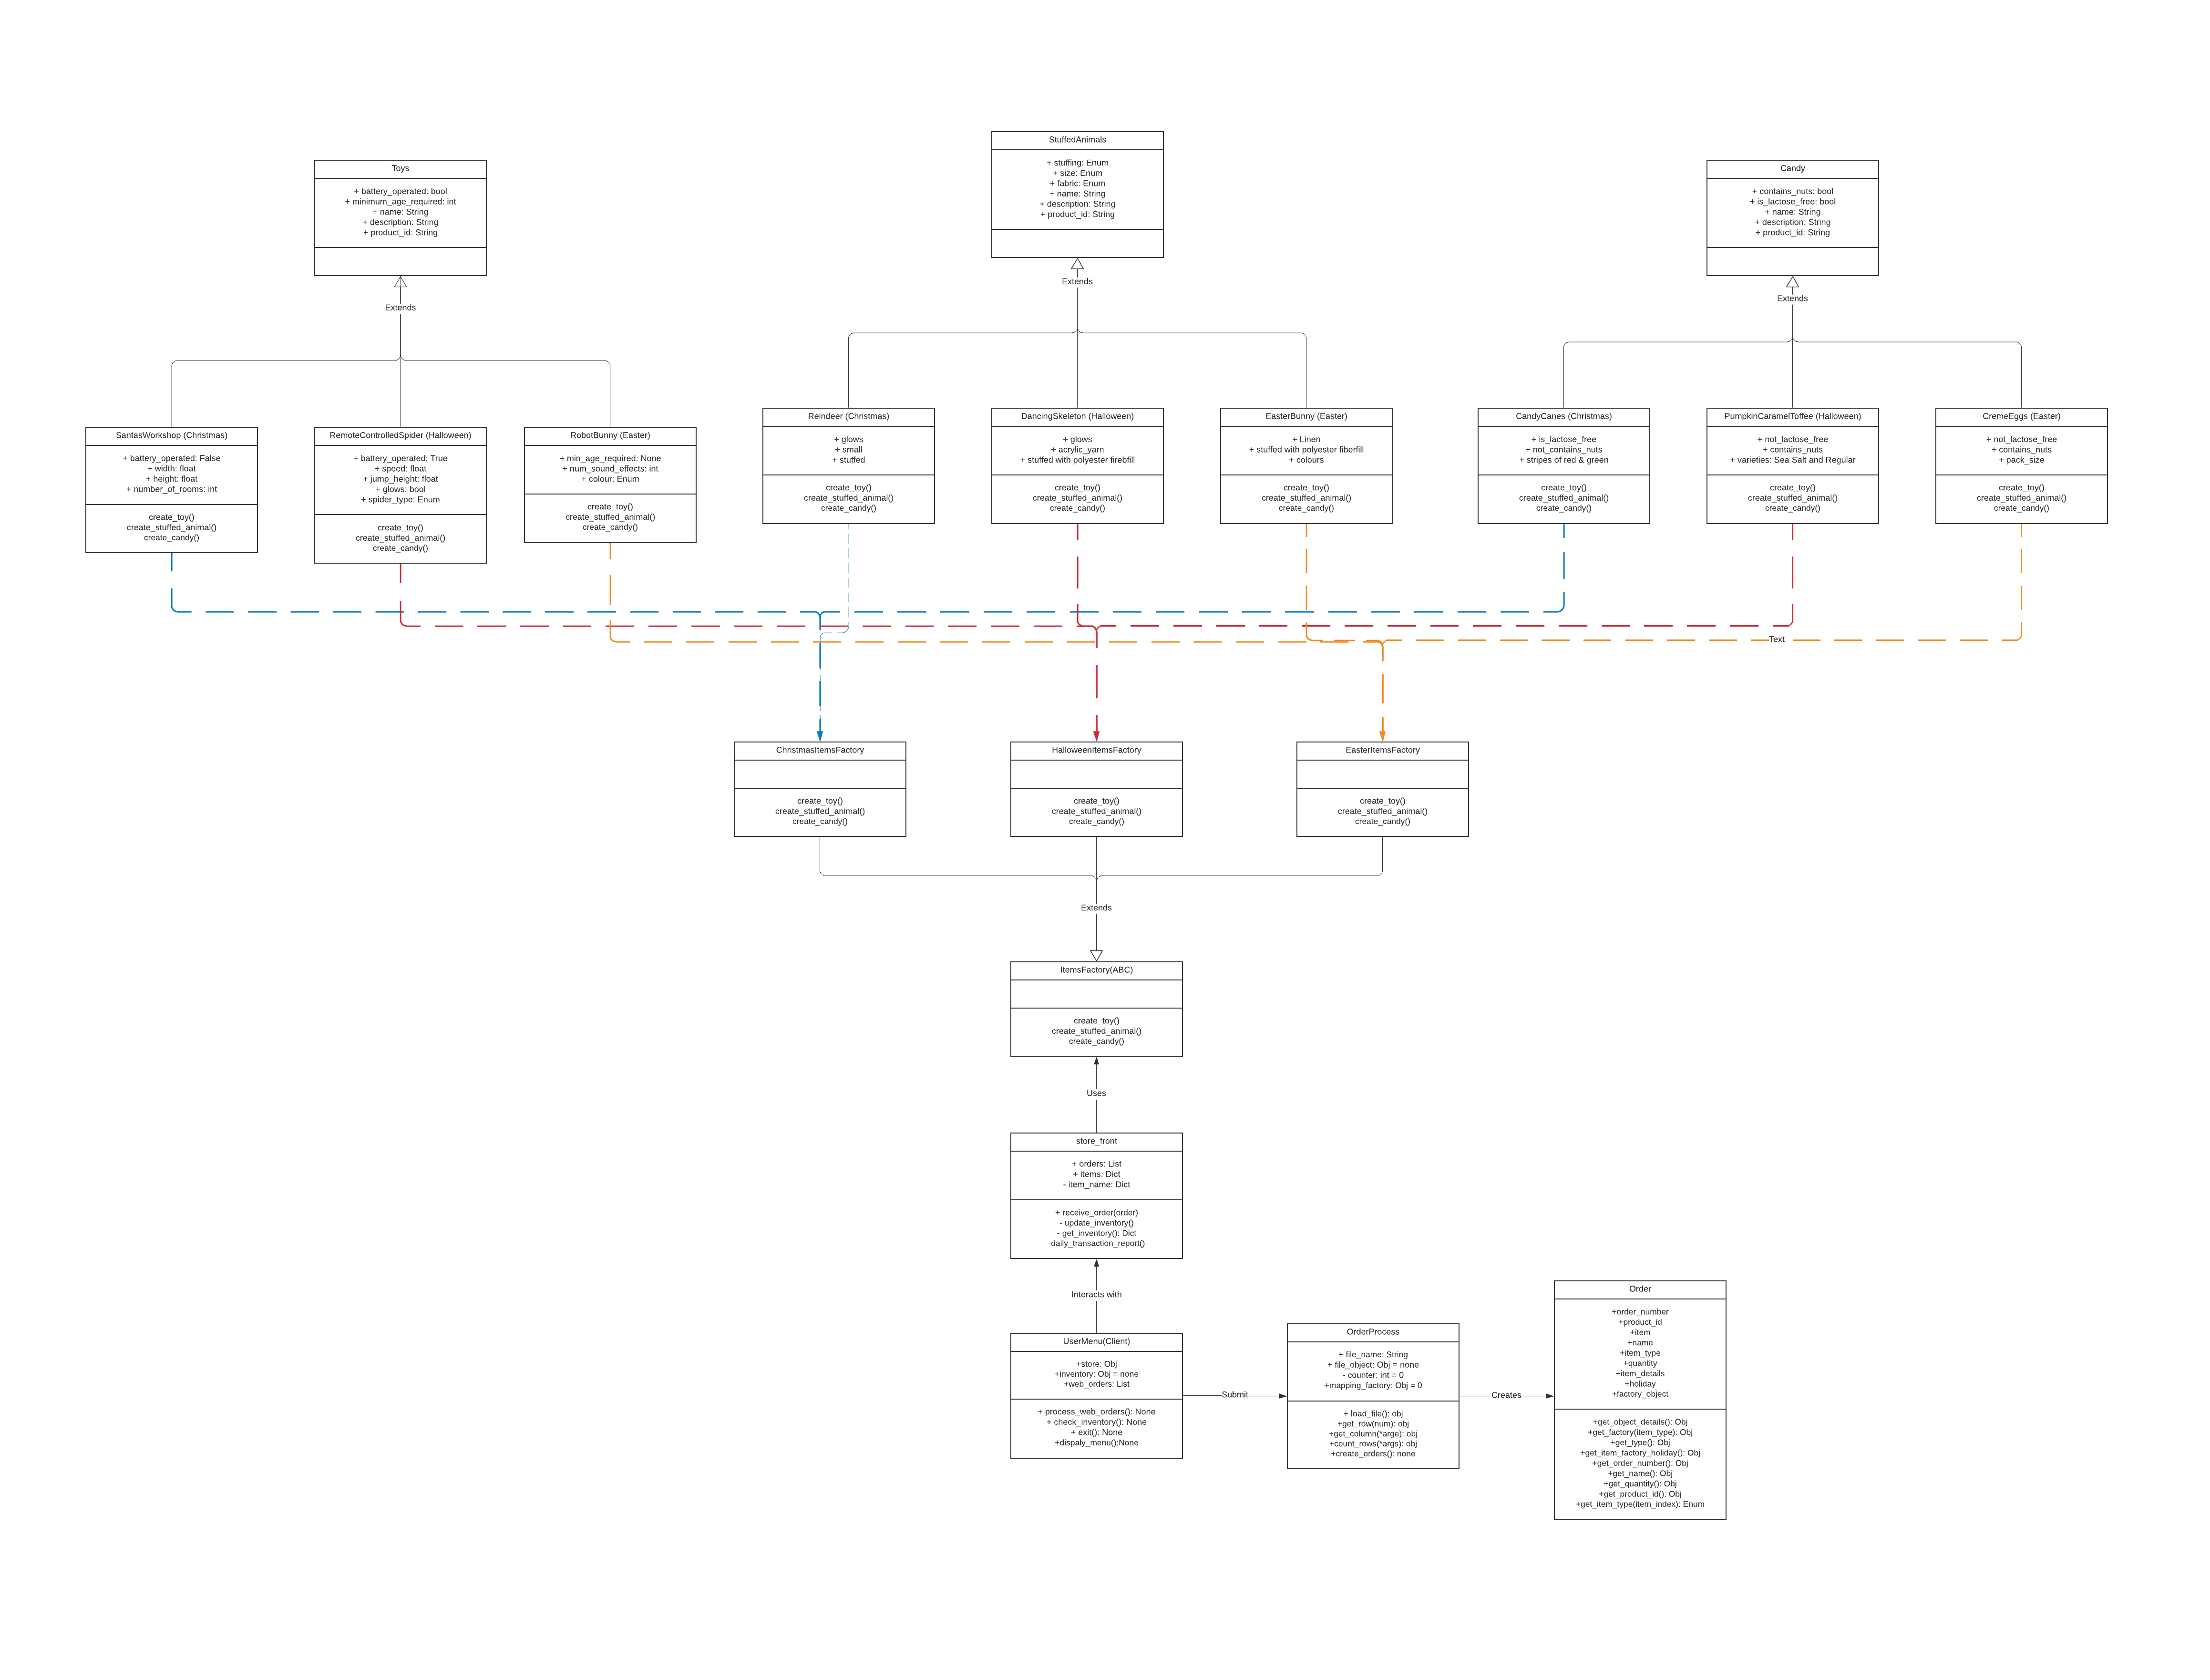 StuffedAnimals
+ stuffing: Enum
+ size: Enum
+ fabric: Enum
+ name: String
+ description: String
+ product_id: String
Toys
+ battery_operated: bool
+ minimum_age_required: int
+ name: String
+ description: String
+ product_id: String
Candy
+ contains_nuts: bool
+ is_lactose_free: bool
+ name: String
+ description: String
+ product_id: String
Extends
Extends
Extends
SantasWorkshop (Christmas)
+ battery_operated: False
+ width: float
+ height: float
+ number_of_rooms: int
create_toy()
create_stuffed_animal()
create_candy()
RemoteControlledSpider (Halloween)
+ battery_operated: True
+ speed: float
+ jump_height: float
+ glows: bool
+ spider_type: Enum
create_toy()
create_stuffed_animal()
create_candy()
RobotBunny (Easter)
+ min_age_required: None
+ num_sound_effects: int
+ colour: Enum
create_toy()
create_stuffed_animal()
create_candy()
Reindeer (Christmas)
+ glows
+ small
+ stuffed
create_toy()
create_stuffed_animal()
create_candy()
DancingSkeleton (Halloween)
+ glows
+ acrylic_yarn
+ stuffed with polyester firebfill
create_toy()
create_stuffed_animal()
create_candy()
EasterBunny (Easter)
+ Linen
+ stuffed with polyester fiberfill
+ colours
create_toy()
create_stuffed_animal()
create_candy()
CandyCanes (Christmas)
+ is_lactose_free
+ not_contains_nuts
+ stripes of red & green
create_toy()
create_stuffed_animal()
create_candy()
PumpkinCaramelToffee (Halloween)
+ not_lactose_free
+ contains_nuts
+ varieties: Sea Salt and Regular
create_toy()
create_stuffed_animal()
create_candy()
CremeEggs (Easter)
+ not_lactose_free
+ contains_nuts
+ pack_size
create_toy()
create_stuffed_animal()
create_candy()
Text
ChristmasItemsFactory
create_toy()
create_stuffed_animal()
create_candy()
HalloweenItemsFactory
create_toy()
create_stuffed_animal()
create_candy()
EasterItemsFactory
create_toy()
create_stuffed_animal()
create_candy()
Extends
ItemsFactory(ABC)
create_toy()
create_stuffed_animal()
create_candy()
Uses
store_front
+ orders: List
+ items: Dict
- item_name: Dict
+ receive_order(order)
- update_inventory()
- get_inventory(): Dict
daily_transaction_report()
Interacts with
UserMenu(Client)
+store: Obj
+inventory: Obj = none
+web_orders: List
+ process_web_orders(): None
+ check_inventory(): None
+ exit(): None
+dispaly_menu():None
Submit
OrderProcess
+ file_name: String
+ file_object: Obj = none
- counter: int = 0
+mapping_factory: Obj = 0
+ load_file(): obj
+get_row(num): obj
+get_column(*arge): obj
+count_rows(*args): obj
+create_orders(): none
Creates
Order
+order_number
+product_id
+item
+name
+item_type
+quantity
+item_details
+holiday
+factory_object
+get_object_details(): Obj
+get_factory(item_type): Obj
+get_type(): Obj
+get_item_factory_holiday(): Obj
+get_order_number(): Obj
+get_name(): Obj
+get_quantity(): Obj
+get_product_id(): Obj
+get_item_type(item_index): Enum